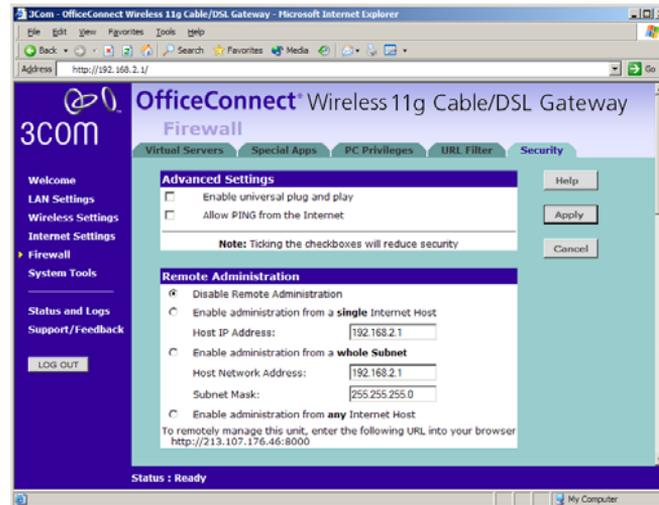 3Com - OfficeConnect Wireless 11g Cable/DSL Gateway - Microsoft Internet Explorer
File Edit View Favorites Tools Help
Back Search Favorites Media
Address http://192.168.2.1/ Go
3com
OfficeConnect® Wireless 11g Cable/DSL Gateway
Firewall
Virtual Servers Special Apps PC Privileges URL Filter Security
Welcome
LAN Settings
Wireless Settings
Internet Settings
Firewall
System Tools
Status and Logs
Support/Feedback
LOG OUT
Advanced Settings
Enable universal plug and play
Allow PING from the Internet
Note: Ticking the checkboxes will reduce security
Help
Apply
Cancel
Remote Administration
Disable Remote Administration
Enable administration from a single Internet Host
Host IP Address: 192.168.2.1
Enable administration from a whole Subnet
Host Network Address: 192.168.2.1
Subnet Mask: 255.255.255.0
Enable administration from any Internet Host
To remotely manage this unit, enter the following URL into your browser
http://213.107.176.46:8000
Status : Ready
My Computer